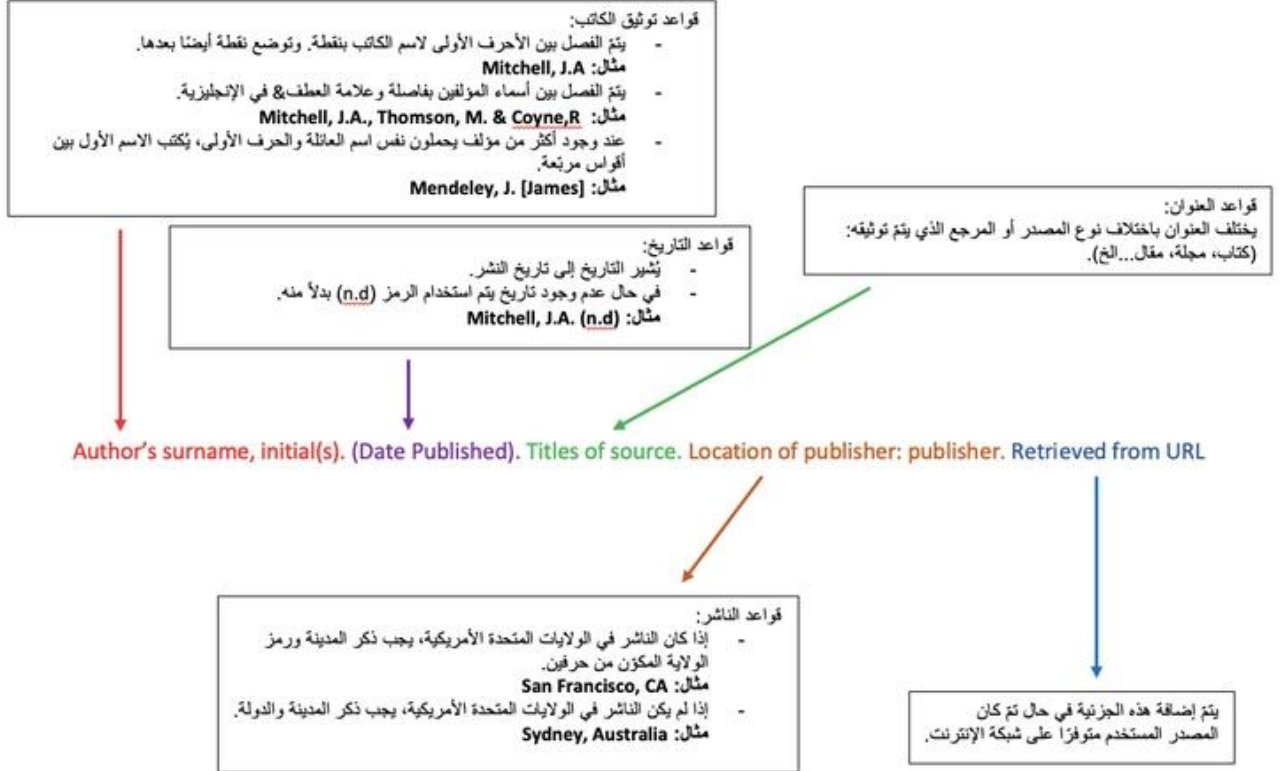 قواعد توثيق الكاتب:
- يتمّ الفصل بين الأحرف الأولى لاسم الكاتب بنقطة. وتوضع نقطة أيضًا بعدها.
مثال: Mitchell, J.A
- يتمّ الفصل بين أسماء المؤلفين بفاصلة وعلامة العطف& في الإنجليزية.
مثال: Mitchell, J.A., Thomson, M. & Coyne,R
- عند وجود أكثر من مؤلف يحملون نفس اسم العائلة والحرف الأولى، يُكتب الاسم الأول بين
أقواس مربّعة.
مثال: Mendeley, J. [James]
قواعد العنوان:
يختلف العنوان باختلاف نوع المصدر أو المرجع الذي يتمّ توثيقه:
(كتاب، مجلة، مقال...الخ).
قواعد التاريخ:
- يُشير التاريخ إلى تاريخ النشر.
- في حال عدم وجود تاريخ يتم استخدام الرمز (n.d) بدلاً منه.
مثال: Mitchell, J.A. (n.d)
Author's surname, initial(s). (Date Published). Titles of source. Location of publisher: publisher. Retrieved from URL
قواعد الناشر:
- إذا كان الناشر في الولايات المتحدة الأمريكية، يجب ذكر المدينة ورمز
الولاية المكوّن من حرفين.
مثال: San Francisco, CA
- إذا لم يكن الناشر في الولايات المتحدة الأمريكية، يجب ذكر المدينة والدولة.
مثال: Sydney, Australia
يتمّ إضافة هذه الجزئية في حال تمّ كان
المصدر المستخدم متوفرًا على شبكة الإنترنت.